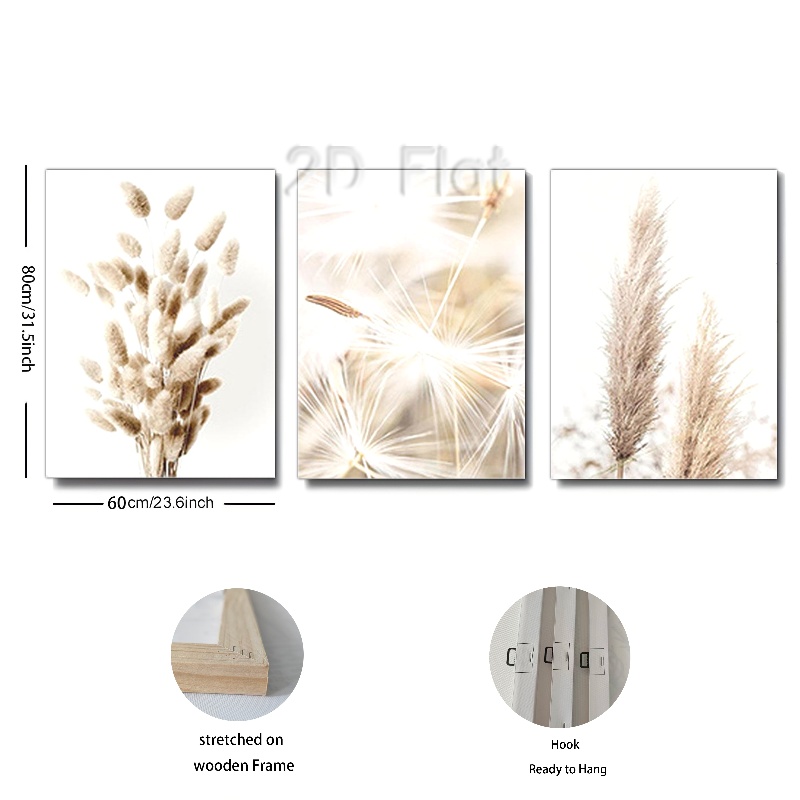 2D Flat
80cm/31.5inch
60cm/23.6inch
stretched on
wooden Frame
Hook
Ready to Hang